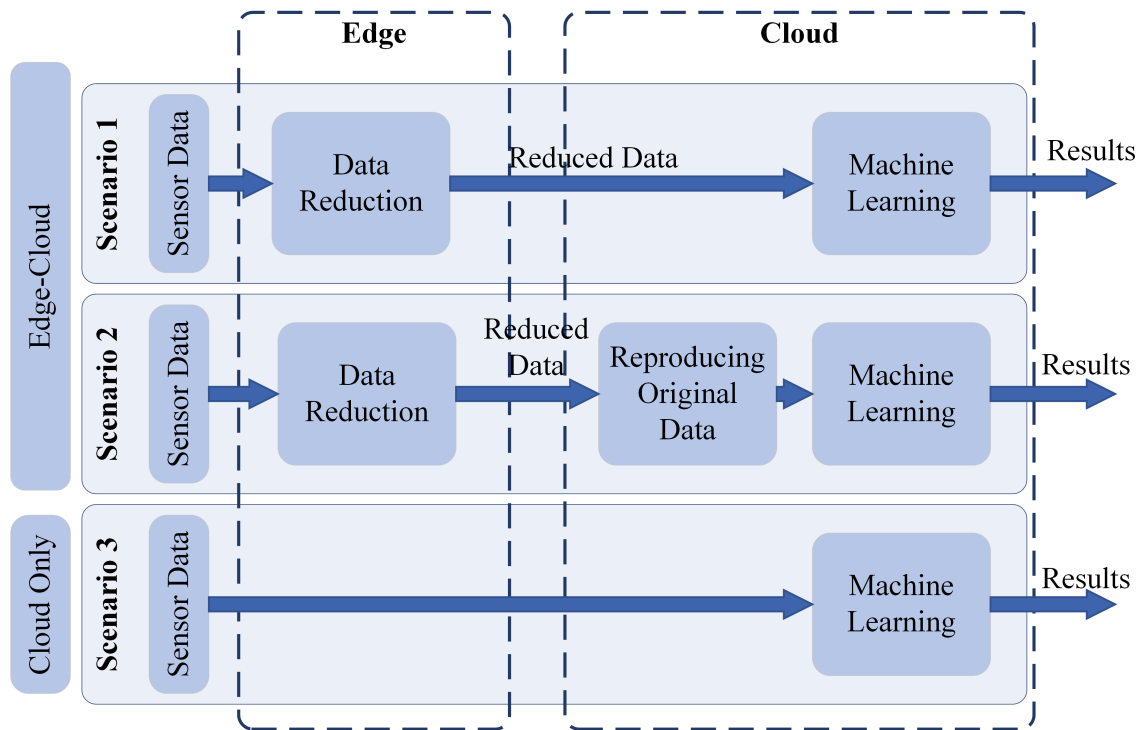 Edge
Cloud
Edge-Cloud
Scenario 1
Sensor Data
Data
Reduction
Reduced Data
Machine
Learning
Results
Scenario 2
Sensor Data
Data
Reduction
Reduced
Data
Reproducing
Original
Data
Machine
Learning
Results
Cloud Only
Scenario 3
Sensor Data
Machine
Learning
Results